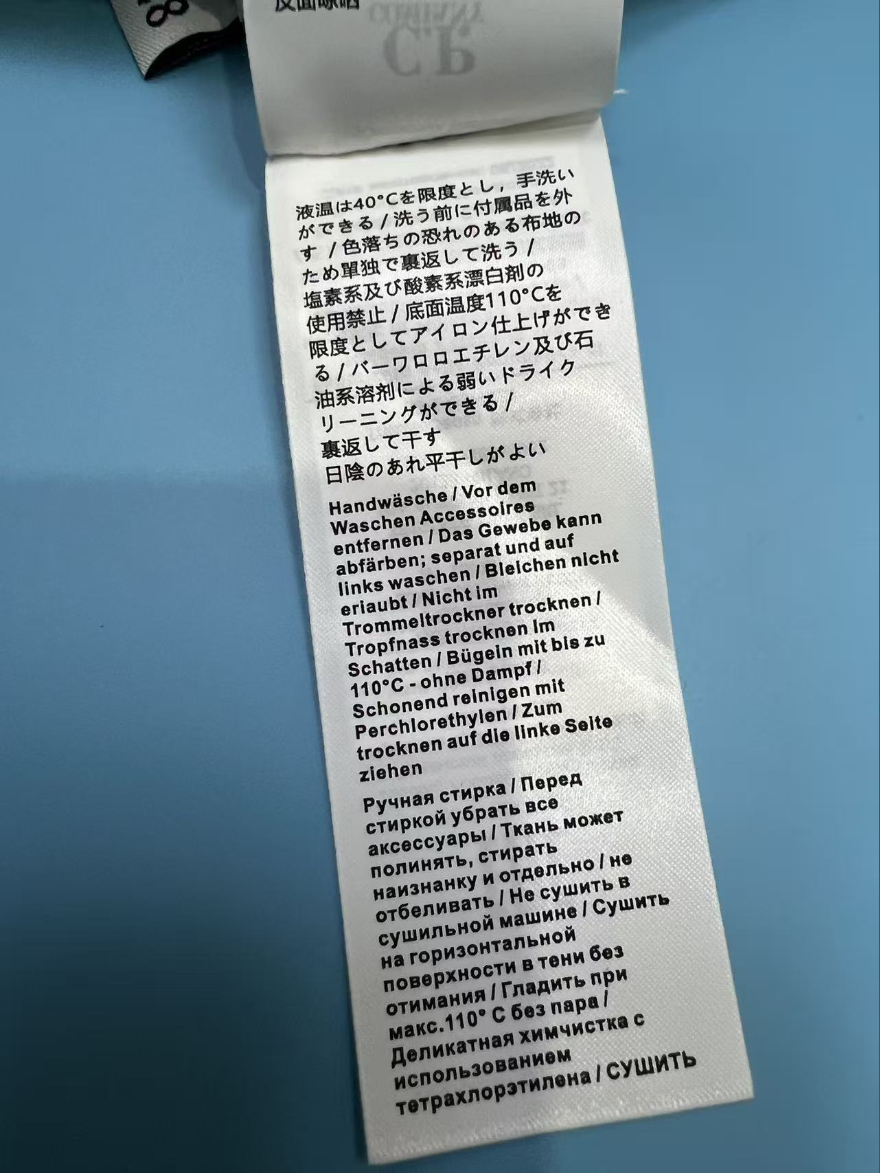 8
反面晾晒
C.P.
COMPANY
液温は40°Cを限度とし，手洗い
ができる / 洗う前に付属品を外
す / 色落ちの恐れのある布地の
ため単独で裏返して洗う /
塩素系及び酸素系漂白剤の
使用禁止 / 底面温度110°Cを
限度としてアイロン仕上げができ
る / パーワロロエチレン及び石
油系溶剤による弱いドライク
リーニングができる /
裏返して干す
日陰のあれ平干しがよい
Handwäsche / Vor dem
Waschen Accessoires
entfernen / Das Gewebe kann
abfärben; separat und auf
links waschen / Bleichen nicht
eriaubt / Nicht im
Trommeltrockner trocknen /
Tropfnass trocknen Im
Schatten / Bügeln mit bis zu
110°C - ohne Dampf /
Schonend reinigen mit
Perchlorethylen / Zum
trocknen auf die linke Seite
ziehen
Ручная стирка / Перед
стиркой убрать все
аксессуары / Ткань может
полинять, стирать
наизнанку и отдельно / не
отбеливать / Не сушить в
сушильной машине / Сушить
на горизонтальной
поверхности в тени без
отимания / Гладить при
макс.110° C без пара /
Деликатная химчистка с
использованием
тетрахлорэтилена / СУШИТЬ